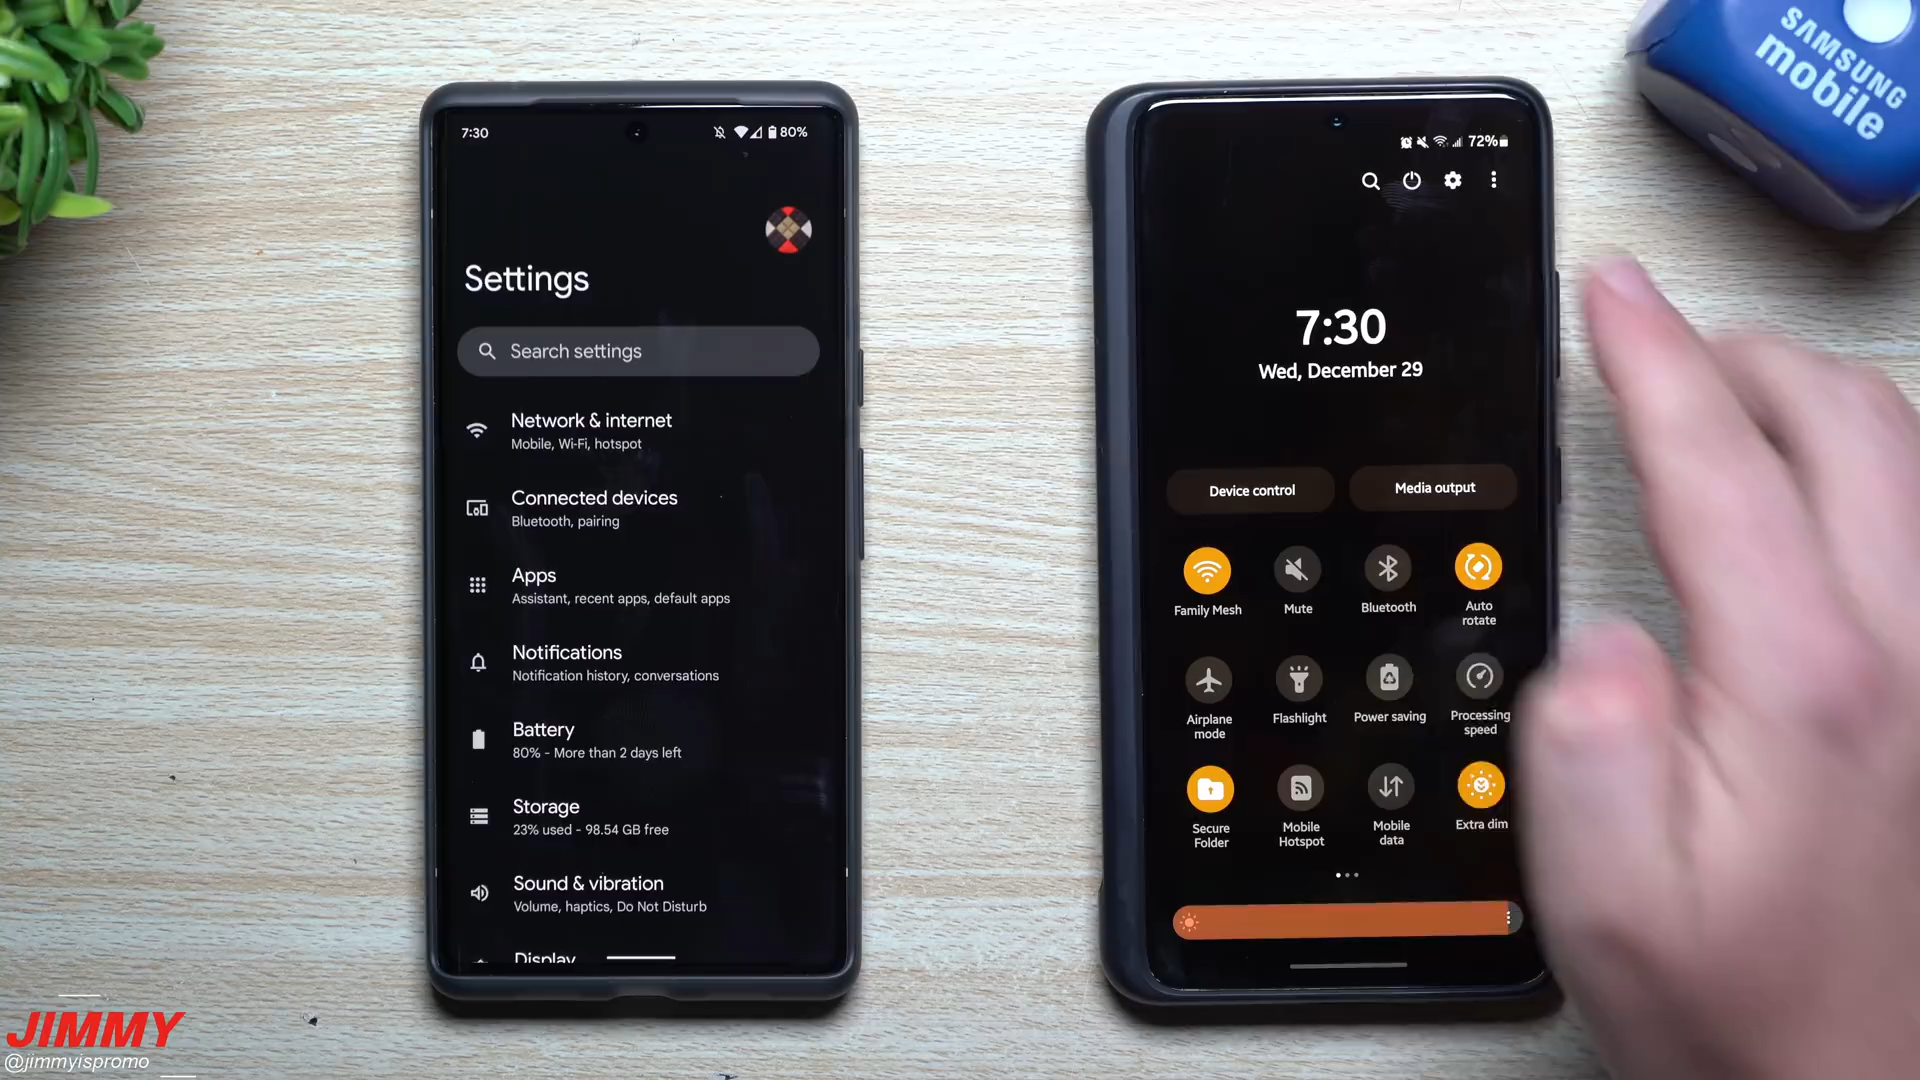 7:30
80%
Settings
Search settings
Network & internet
Mobile, Wi-Fi, hotspot
Connected devices
Bluetooth, pairing
Apps
Assistant, recent apps, default apps
Notifications
Notification history, conversations
Battery
80% - More than 2 days left
Storage
23% used - 98.54 GB free
Sound & vibration
Volume, haptics, Do Not Disturb
Display
72%
7:30
Wed, December 29
Device control
Media output
Family Mesh
Mute
Bluetooth
Auto
rotate
Airplane
mode
Flashlight
Power saving
Processing
speed
Secure
Folder
Mobile
Hotspot
Mobile
data
Extra dim
SAMSUNG
mobile
JIMMY
@jimmyispromo